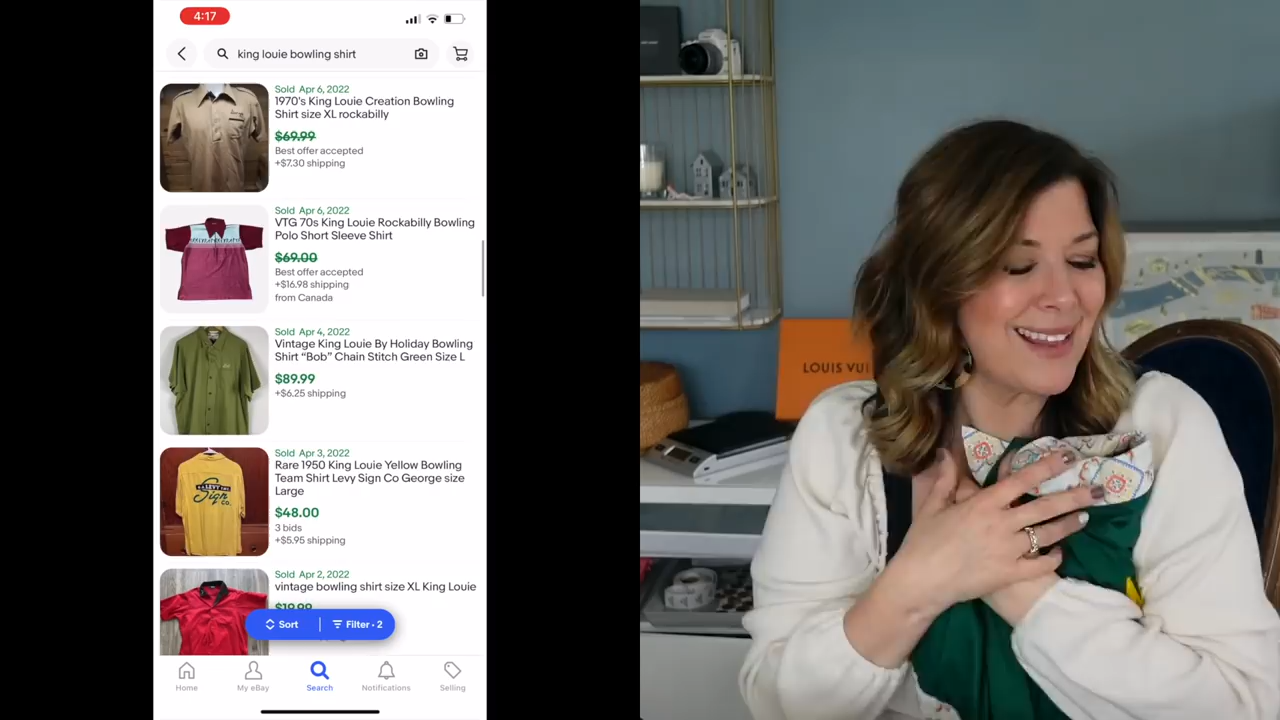 4:17
king louie bowling shirt
Sold Apr 6, 2022
1970's King Louie Creation Bowling
Shirt size XL rockabilly
$69.99
Best offer accepted
+$7.30 shipping
Sold Apr 6, 2022
VTG 70s King Louie Rockabilly Bowling
Polo Short Sleeve Shirt
$69.00
Best offer accepted
+$16.98 shipping
from Canada
Sold Apr 4, 2022
Vintage King Louie By Holiday Bowling
Shirt “Bob” Chain Stitch Green Size L
$89.99
+$6.25 shipping
Sold Apr 3, 2022
Rare 1950 King Louie Yellow Bowling
Team Shirt Levy Sign Co George size
Large
$48.00
3 bids
+$5.95 shipping
Sign
Co.
Sold Apr 2, 2022
vintage bowling shirt size XL King Louie
$19.99
Sort
Filter • 2
Home
My eBay
Search
Notifications
Selling
LOUIS VUI